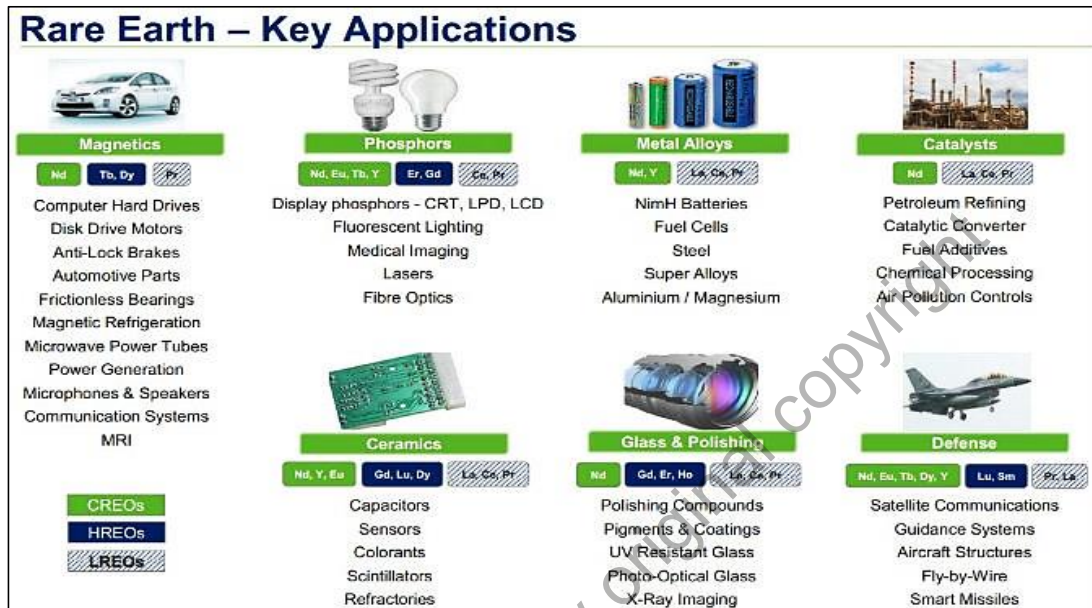 Rare Earth – Key Applications
Magnetics
Nd
Tb, Dy
Pr
Computer Hard Drives
Disk Drive Motors
Anti-Lock Brakes
Automotive Parts
Frictionless Bearings
Magnetic Refrigeration
Microwave Power Tubes
Power Generation
Microphones & Speakers
Communication Systems
MRI
CREOs
HREOs
LREOs
Phosphors
Nd, Eu, Tb, Y
Er, Gd
Ce, Pr
Display phosphors - CRT, LPD, LCD
Fluorescent Lighting
Medical Imaging
Lasers
Fibre Optics
Metal Alloys
Nd, Y
La, Ce, Pr
NimH Batteries
Fuel Cells
Steel
Super Alloys
Aluminium / Magnesium
Catalysts
Nd
La, Ce, Pr
Petroleum Refining
Catalytic Converter
Fuel Additives
Chemical Processing
Air Pollution Controls
Ceramics
Nd, Y, Eu
Gd, Lu, Dy
La, Ce, Pr
Capacitors
Sensors
Colorants
Scintillators
Refractories
Glass & Polishing
Nd
Gd, Er, Ho
La, Ce, Pr
Polishing Compounds
Pigments & Coatings
UV Resistant Glass
Photo-Optical Glass
X-Ray Imaging
Defense
Nd, Eu, Tb, Dy, Y
Lu, Sm
Pr, La
Satellite Communications
Guidance Systems
Aircraft Structures
Fly-by-Wire
Smart Missiles
original copyright